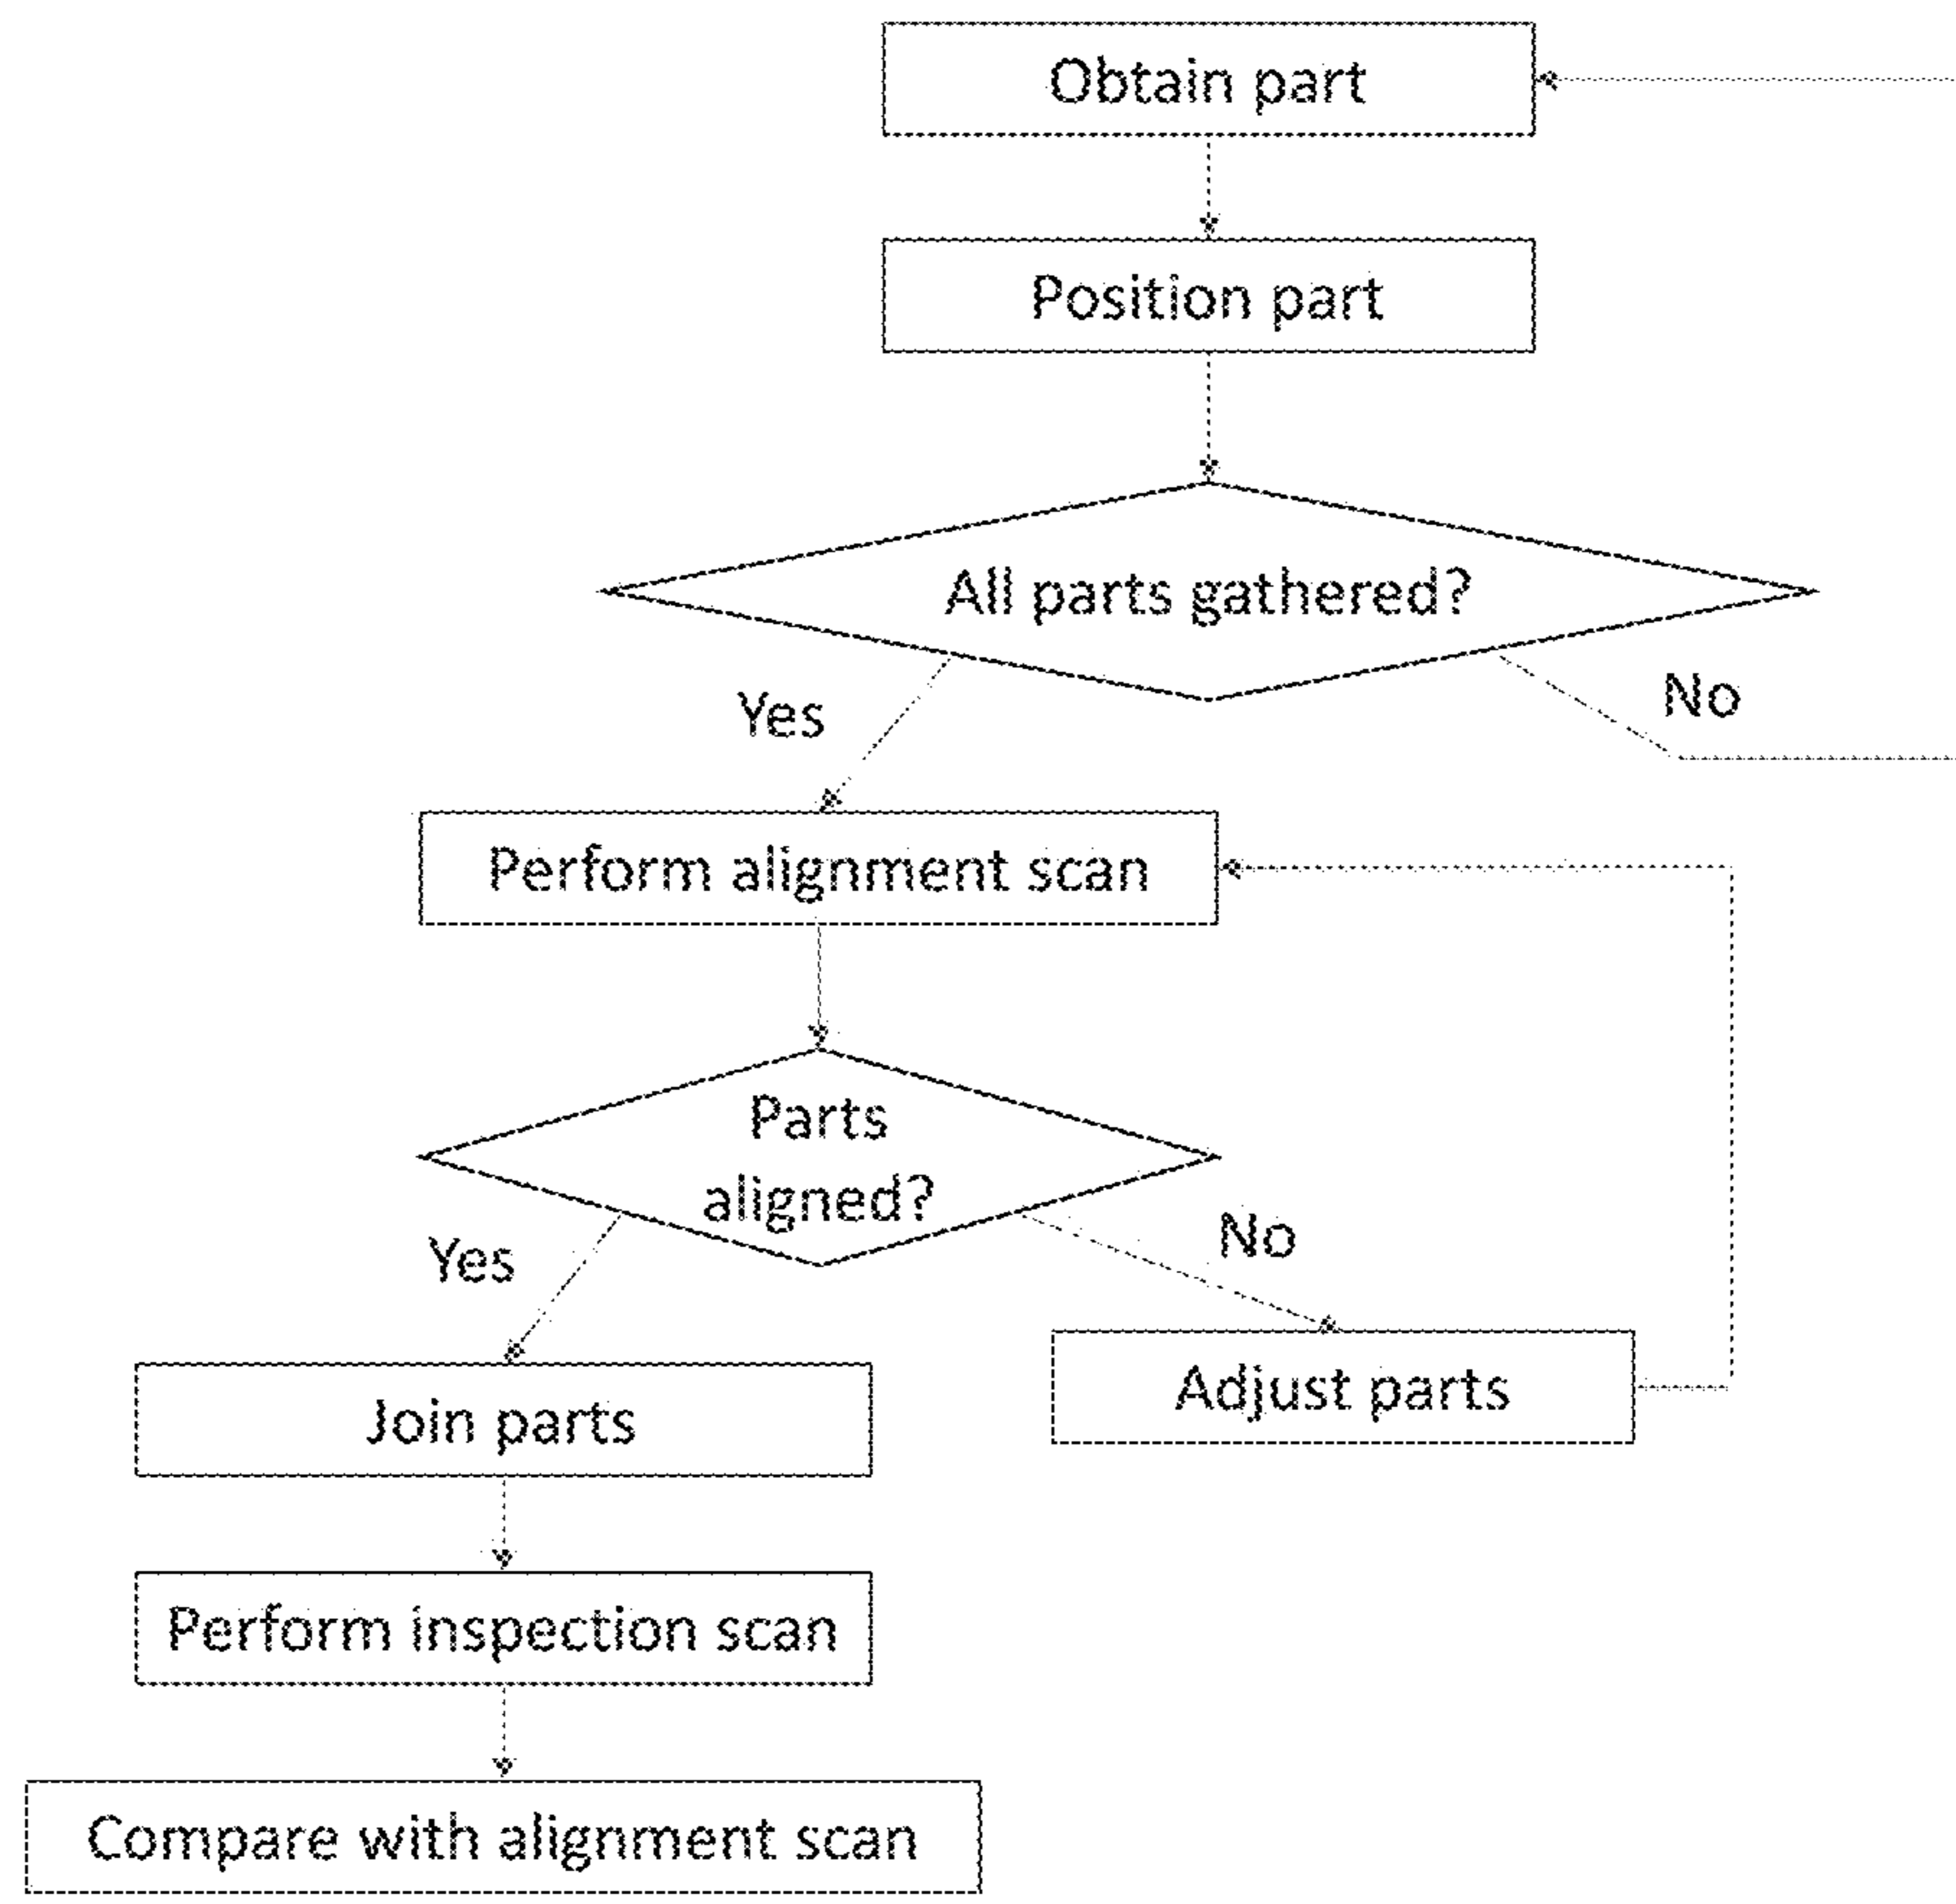 Obtain part
Position part
All parts gathered?
Yes
No
Perform alignment scan
Parts
aligned?
Yes
No
Join parts
Adjust parts
Perform inspection scan
Compare with alignment scan